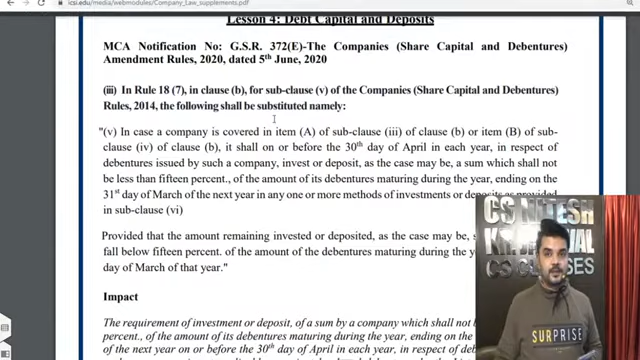 icsi.edu/media/webmodules/Company_Law_supplements.pdf
Lesson 4: Debt Capital and Deposits
MCA Notification No: G.S.R. 372(E)-The Companies (Share Capital and Debentures)
Amendment Rules, 2020, dated 5th June, 2020
(iii) In Rule 18 (7), in clause (b), for sub-clause (v) of the Companies (Share Capital and Debentures)
Rules, 2014, the following shall be substituted namely:
"(v) In case a company is covered in item (A) of sub-clause (iii) of clause (b) or item (B) of sub-
clause (iv) of clause (b), it shall on or before the 30th day of April in each year, in respect of
debentures issued by such a company, invest or deposit, as the case may be, a sum which shall not
be less than fifteen percent., of the amount of its debentures maturing during the year, ending on the
31st day of March of the next year in any one or more methods of investments or deposits as provided
in sub-clause (vi)
Provided that the amount remaining invested or deposited, as the case may be,
fall below fifteen percent. of the amount of the debentures maturing during the
day of March of that year."
Impact
The requirement of investment or deposit, of a sum by a company which shall not
percent., of the amount of its debentures maturing during the year, ending on the
of the next year on or before the 30th day of April in each year, in respect of deb
CS NITESH
CS CLASSES
SURPRISE